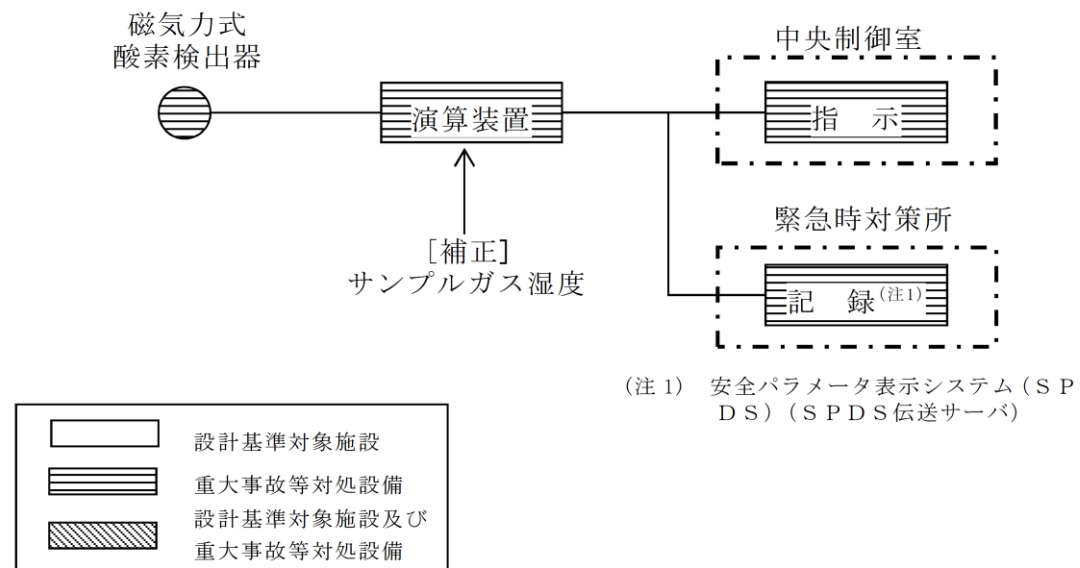 磁気力式
酸素検出器
演算装置
[補正]
サンプルガス湿度
中央制御室
指　示
緊急時対策所
記　録(注1)
(注 1)　安全パラメータ表示システム(ＳＰ
ＤＳ)(ＳＰＤＳ伝送サーバ)
設計基準対象施設
重大事故等対処設備
設計基準対象施設及び
重大事故等対処設備